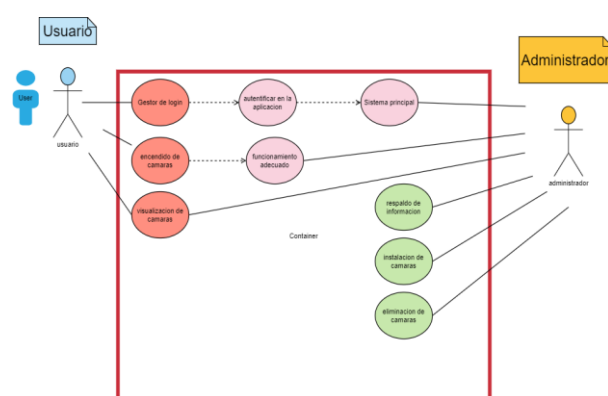 Usuario
Administrador
User
usuario
Gestor de login
autentificar en la
aplicacion
Sistema principal
encendido de
camaras
funcionamiento
adecuado
administrador
visualizacion de
camaras
respaldo de
informacion
Container
instalacion de
camaras
eliminacion de
camaras